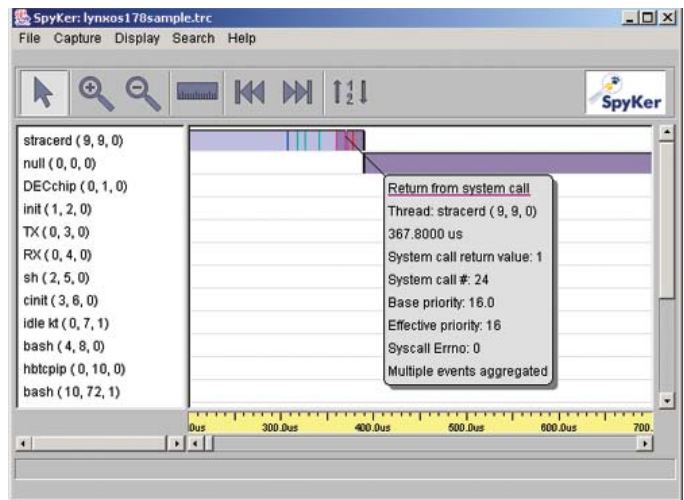 SpyKer: lynxos178sample.trc
File Capture Display Search Help
1
2
SpyKer
stracerd ( 9, 9, 0)
null ( 0, 0, 0)
DECchip ( 0, 1, 0)
init ( 1, 2, 0)
TX ( 0, 3, 0)
RX ( 0, 4, 0)
sh ( 2, 5, 0)
cinit ( 3, 6, 0)
idle kt ( 0, 7, 1)
bash ( 4, 8, 0)
hbtcpip ( 0, 10, 0)
bash ( 10, 72, 1)
Return from system call
Thread: stracerd ( 9, 9, 0)
367.8000 us
System call return value: 1
System call #: 24
Base priority: 16.0
Effective priority: 16
Syscall Errno: 0
Multiple events aggregated
0us 300.0us 400.0us 500.0us 600.0us 700.